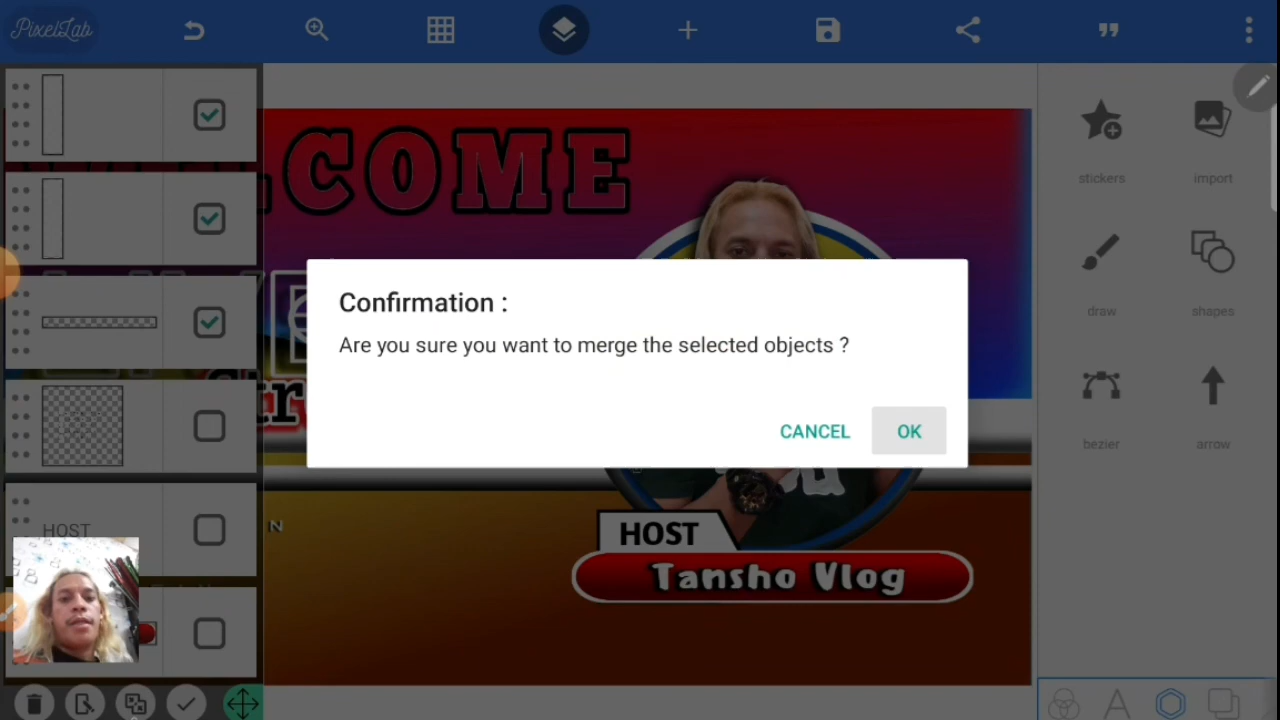 PixelLab
COME
stickers
import
Confirmation :
Are you sure you want to merge the selected objects ?
draw
shapes
CANCEL
OK
bezier
arrow
HOST
N
HOST
Tansho Vlog